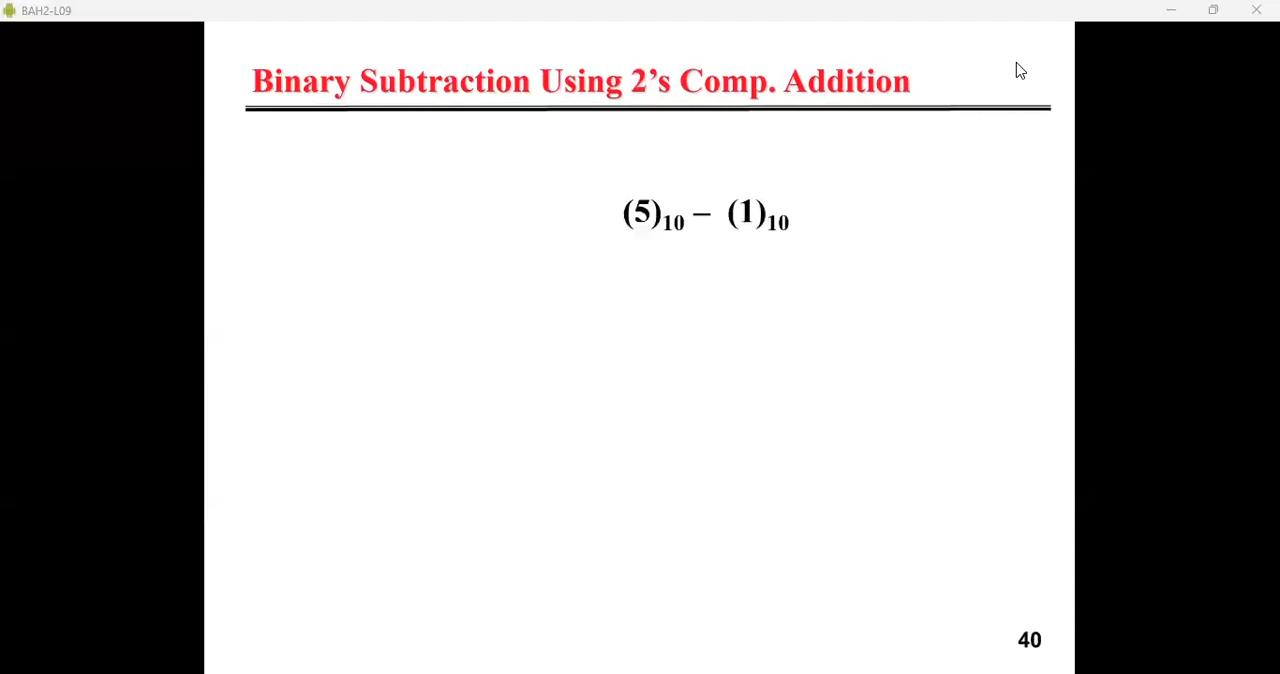 BAH2-L09
Binary Subtraction Using 2’s Comp. Addition
(5)₁₀ – (1)₁₀
40